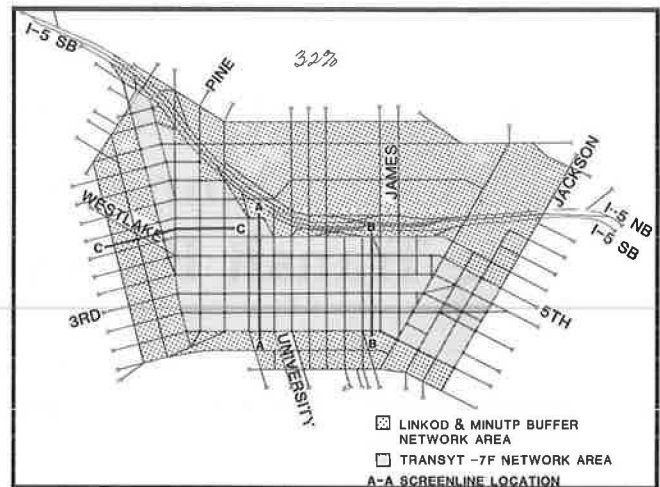 I-5 SB
32%
PINE
JAMES
JACKSON
WESTLAKE
A
B
C
C
I-5 NB
I-5 SB
3RD
5TH
A
B
UNIVERSITY
LINKOD & MINUTP BUFFER
NETWORK AREA
TRANSYT -7F NETWORK AREA
A-A SCREENLINE LOCATION